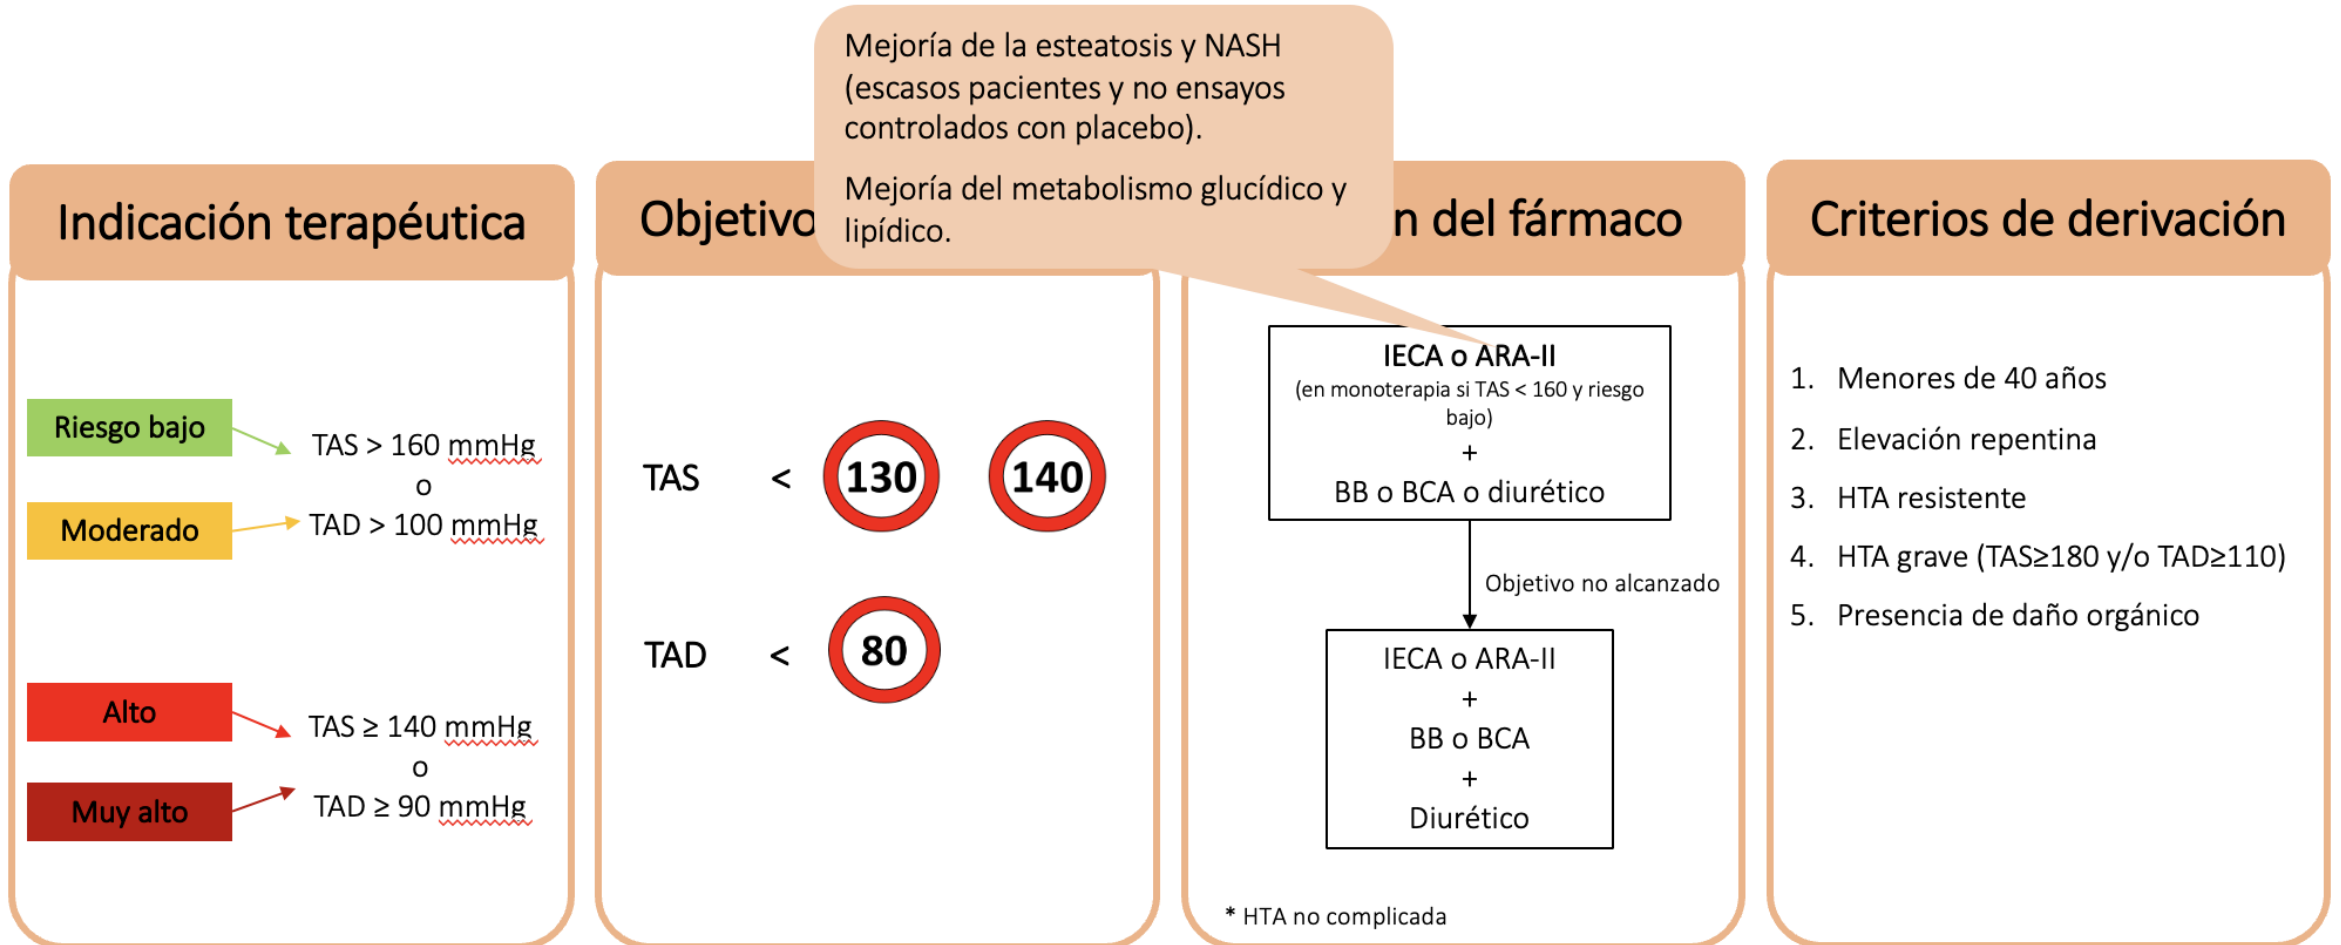 Mejoría de la esteatosis y NASH
(escasos pacientes y no ensayos
controlados con placebo).
Mejoría del metabolismo glucídico y
lipídico.
Indicación terapéutica
Riesgo bajo
Moderado
TAS > 160 mmHg
o
TAD > 100 mmHg
Alto
Muy alto
TAS ≥ 140 mmHg
o
TAD ≥ 90 mmHg
Objetivo
TAS < 130 140
TAD < 80
n del fármaco
IECA o ARA-II
(en monoterapia si TAS < 160 y riesgo
bajo)
+
BB o BCA o diurético
Objetivo no alcanzado
IECA o ARA-II
+
BB o BCA
+
Diurético
* HTA no complicada
Criterios de derivación
1. Menores de 40 años
2. Elevación repentina
3. HTA resistente
4. HTA grave (TAS≥180 y/o TAD≥110)
5. Presencia de daño orgánico